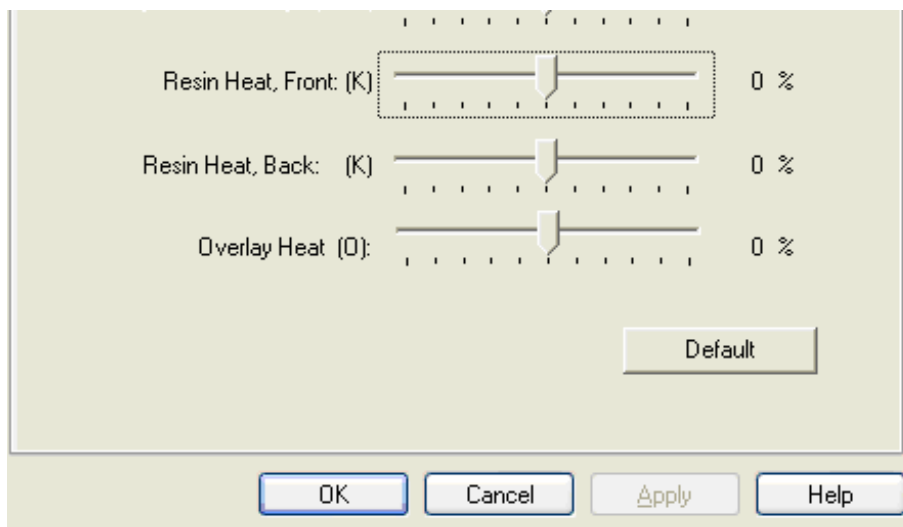 Resin Heat, Front: (K) 0 %
Resin Heat, Back: (K) 0 %
Overlay Heat (O): 0 %
Default
OK Cancel Apply Help